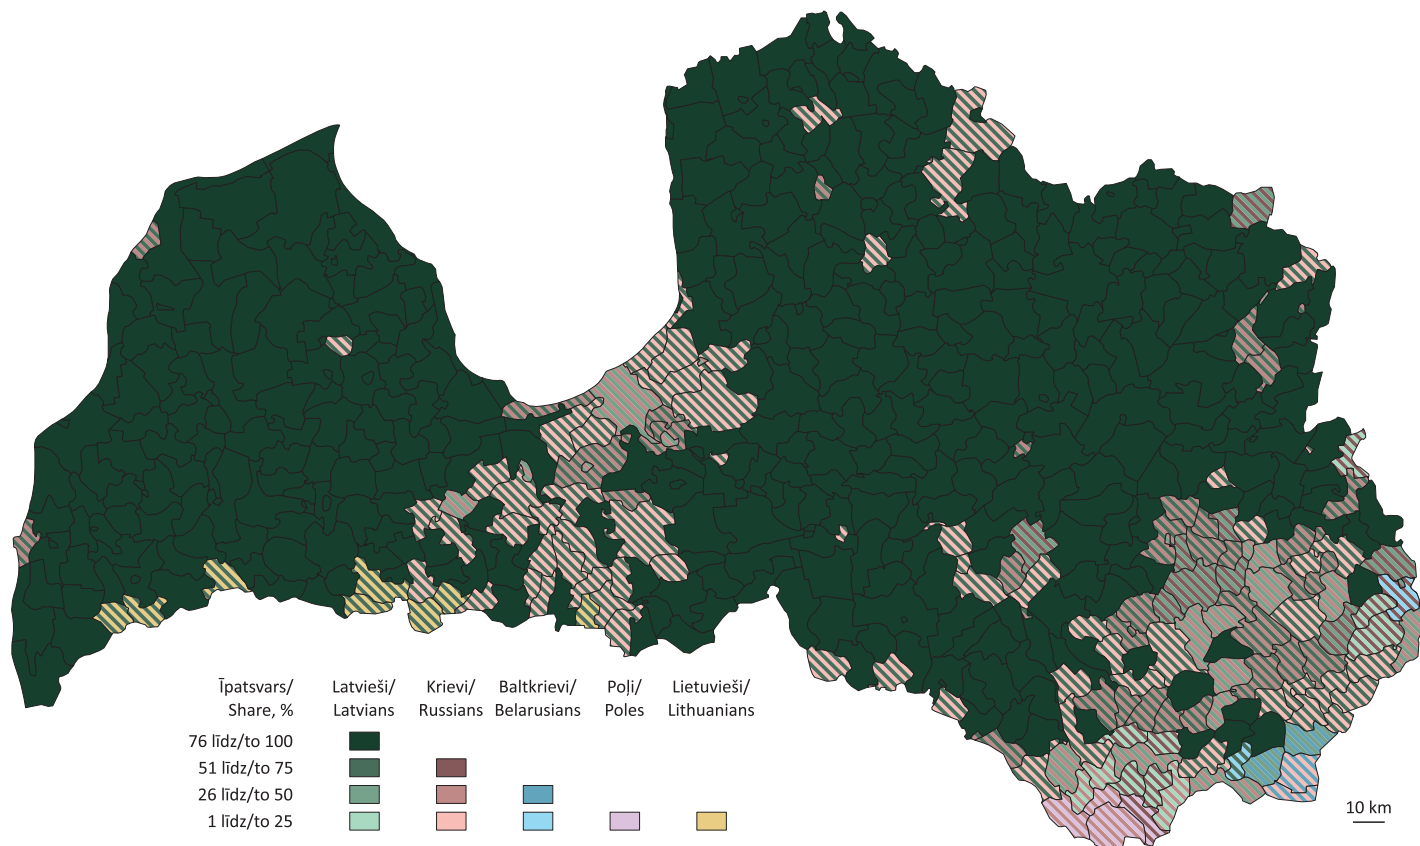 Īpatsvars/ Latvieši/ Krievi/ Baltkrievi/ Poļi/ Lietuvieši/
Share, % Latvians Russians Belarusians Poles Lithuanians
76 līdz/to 100
51 līdz/to 75
26 līdz/to 50
1 līdz/to 25
10 km